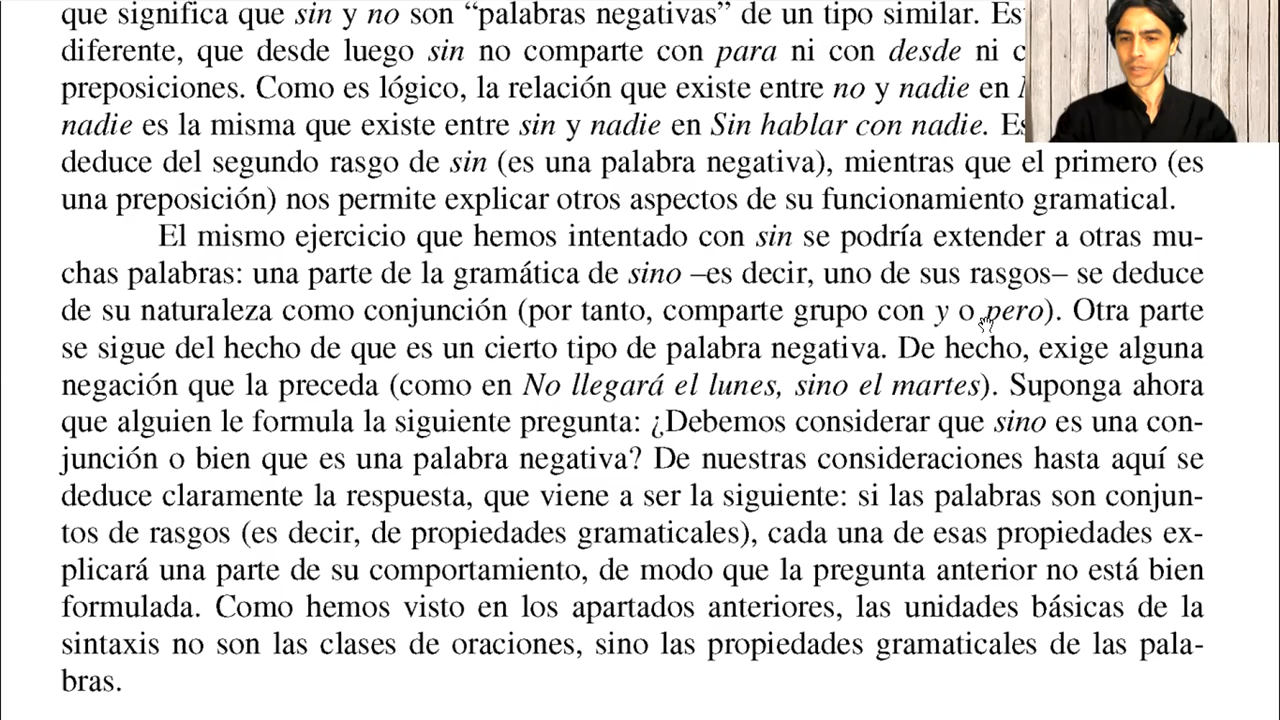 que significa que sin y no son “palabras negativas” de un tipo similar.
diferente, que desde luego sin no comparte con para ni con desde ni
preposiciones. Como es lógico, la relación que existe entre no y nadie en
nadie es la misma que existe entre sin y nadie en Sin hablar con nadie.
deduce del segundo rasgo de sin (es una palabra negativa), mientras que el primero (es
una preposición) nos permite explicar otros aspectos de su funcionamiento gramatical.
El mismo ejercicio que hemos intentado con sin se podría extender a otras mu-
chas palabras: una parte de la gramática de sino –es decir, uno de sus rasgos– se deduce
de su naturaleza como conjunción (por tanto, comparte grupo con y o pero). Otra parte
se sigue del hecho de que es un cierto tipo de palabra negativa. De hecho, exige alguna
negación que la preceda (como en No llegará el lunes, sino el martes). Suponga ahora
que alguien le formula la siguiente pregunta: ¿Debemos considerar que sino es una con-
junción o bien que es una palabra negativa? De nuestras consideraciones hasta aquí se
deduce claramente la respuesta, que viene a ser la siguiente: si las palabras son conjun-
tos de rasgos (es decir, de propiedades gramaticales), cada una de esas propiedades ex-
plicará una parte de su comportamiento, de modo que la pregunta anterior no está bien
formulada. Como hemos visto en los apartados anteriores, las unidades básicas de la
sintaxis no son las clases de oraciones, sino las propiedades gramaticales de las pala-
bras.